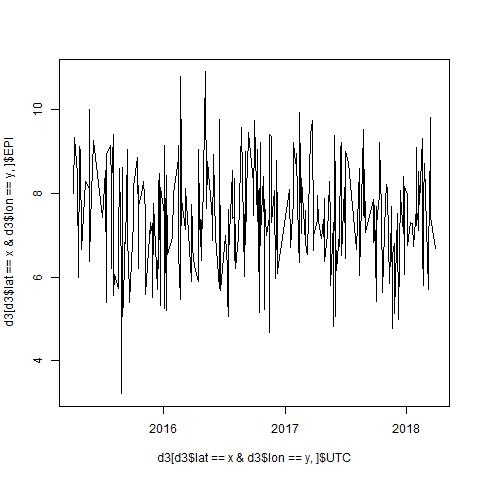 d3[d3$lat == x & d3$lon == y, ]$EPI
10
8
6
4
2016 2017 2018
d3[d3$lat == x & d3$lon == y, ]$UTC